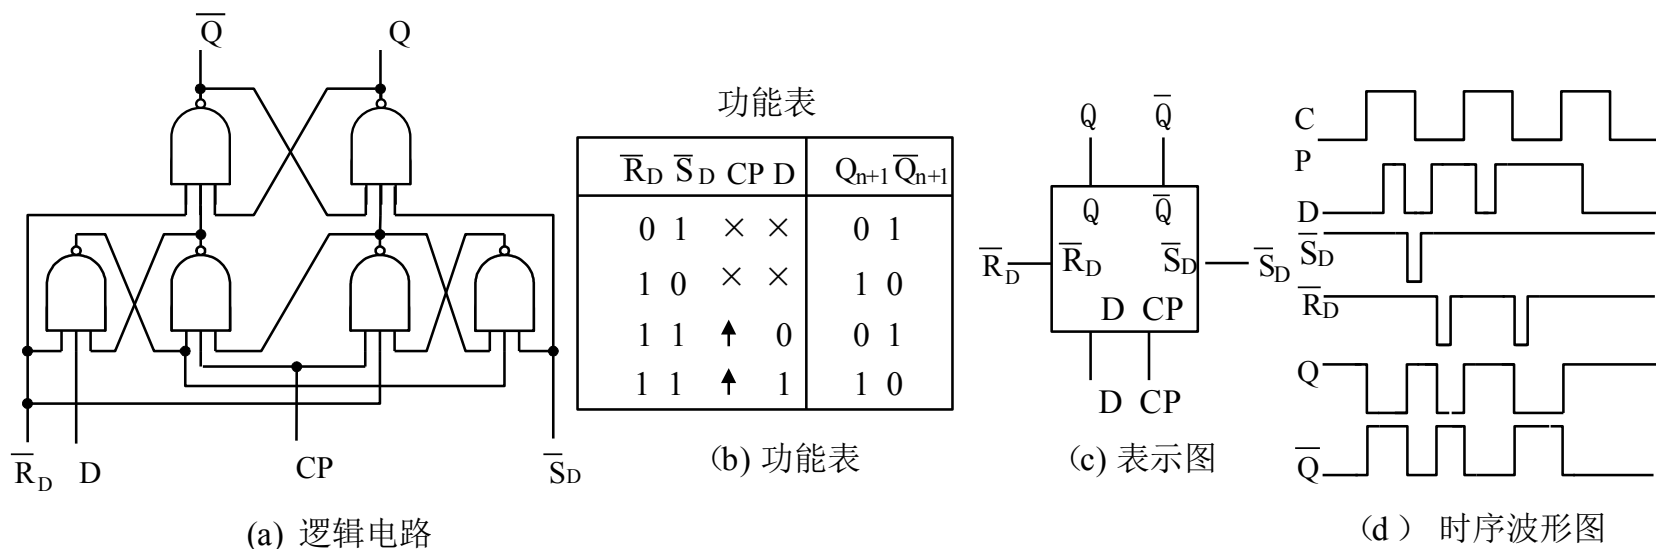 Q̅ Q
R̅D D CP S̅D
(a) 逻辑电路
功能表
R̅D S̅D CP D Qn+1 Q̅n+1
0 1 × × 0 1
1 0 × × 1 0
1 1 ↑ 0 0 1
1 1 ↑ 1 1 0
(b) 功能表
Q Q̅
Q Q̅
R̅D R̅D S̅D S̅D
D CP
D CP
(c) 表示图
C
P
D
S̅D
R̅D
Q
Q̅
(d) 时序波形图